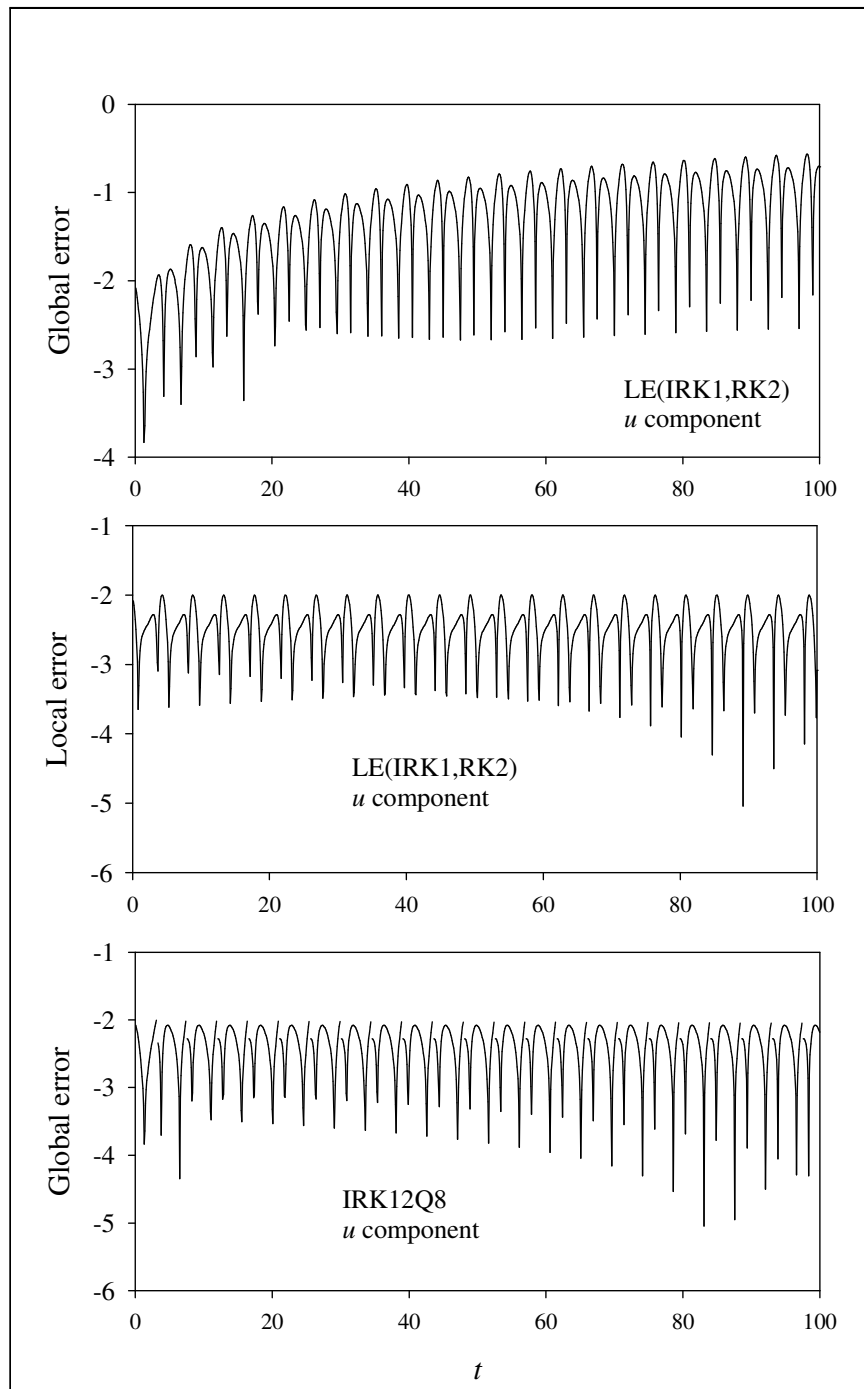 0
-1
-2
-3
-4
Global error
LE(IRK1,RK2)
u component
0 20 40 60 80 100
-1
-2
-3
-4
-5
-6
Local error
LE(IRK1,RK2)
u component
0 20 40 60 80 100
-1
-2
-3
-4
-5
-6
Global error
IRK12Q8
u component
0 20 40 60 80 100
t